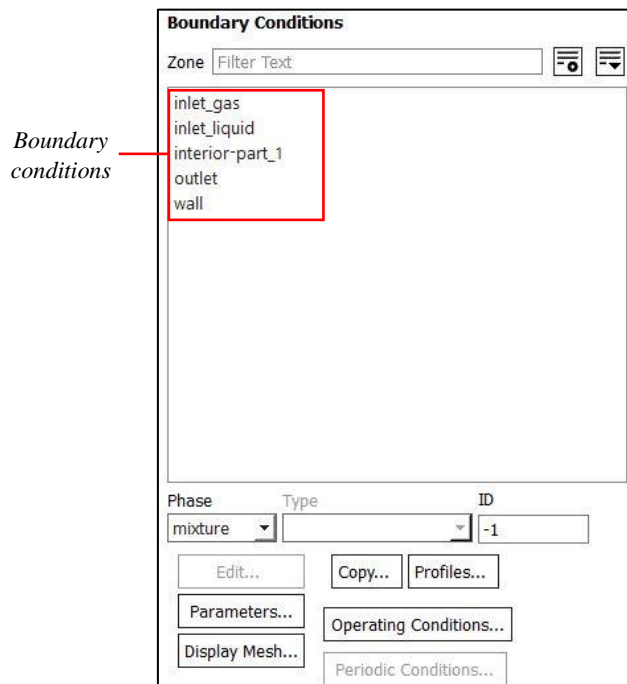 Boundary Conditions
Zone Filter Text
inlet_gas
inlet_liquid
interior-part_1
outlet
wall
Boundary
conditions
Phase Type ID
mixture -1
Edit... Copy... Profiles...
Parameters... Operating Conditions...
Display Mesh... Periodic Conditions...